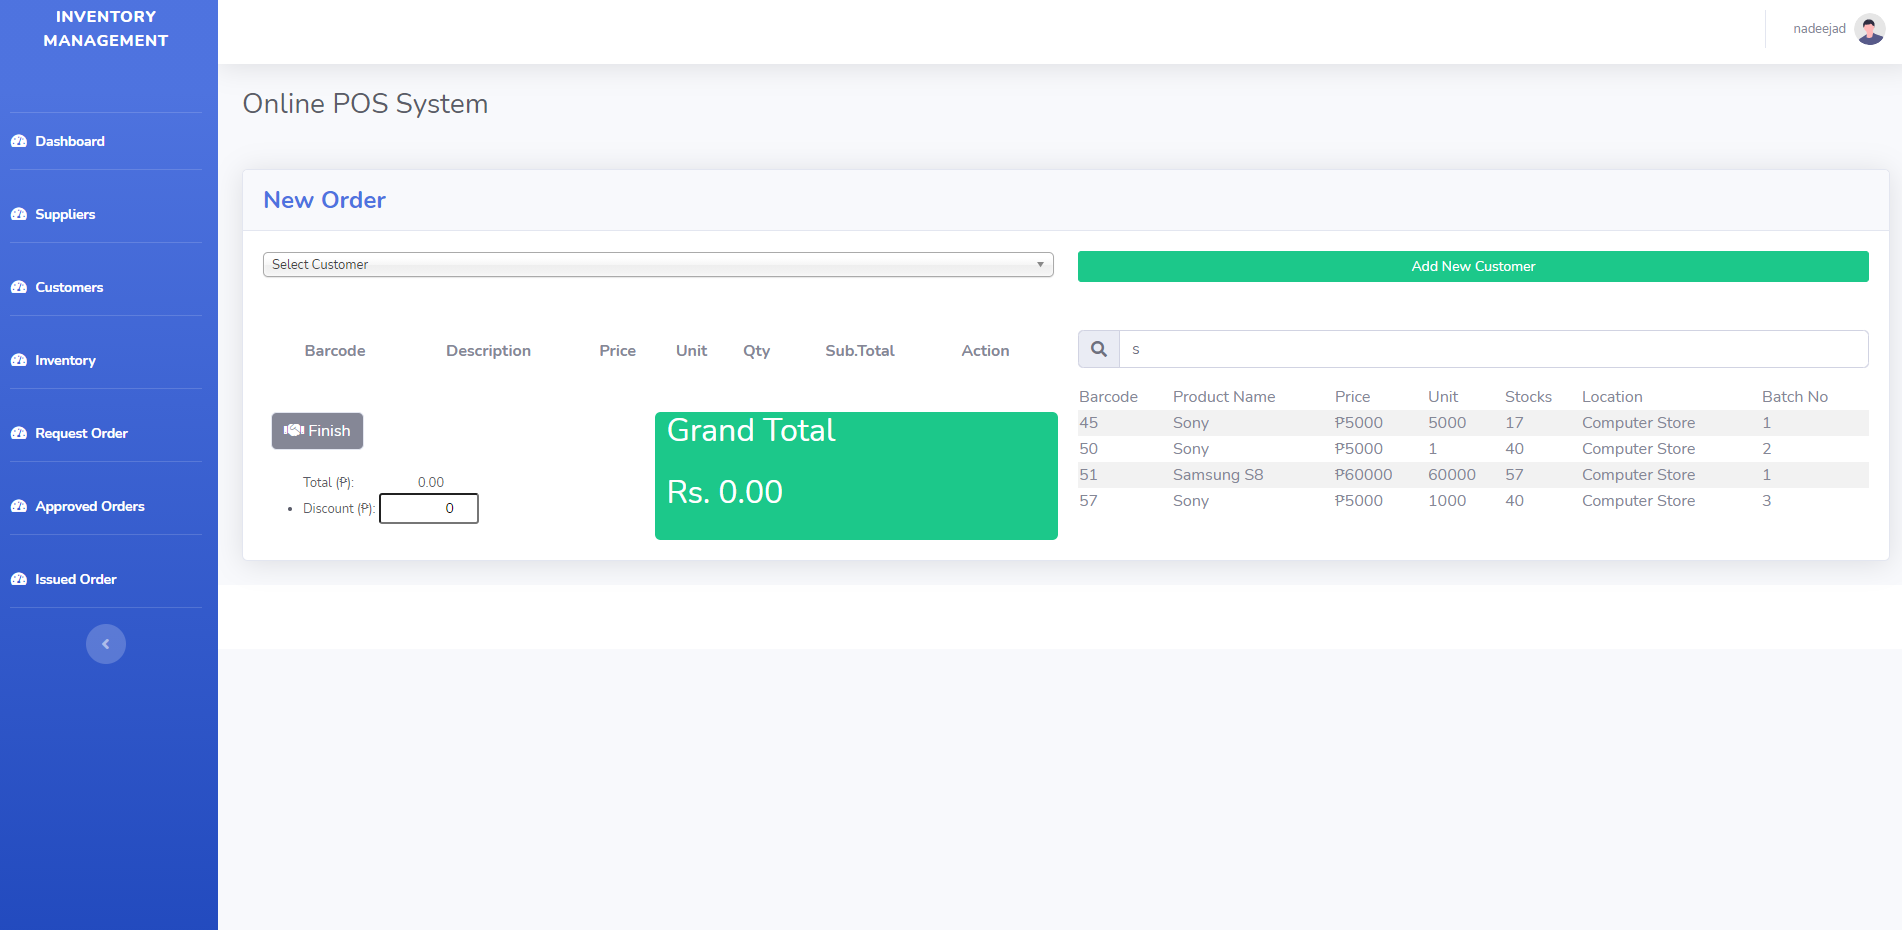 INVENTORY
MANAGEMENT
Dashboard
Suppliers
Customers
Inventory
Request Order
Approved Orders
Issued Order
nadeejad
Online POS System
New Order
Select Customer
Add New Customer
Barcode Description Price Unit Qty Sub.Total Action
Finish
Total (₱): 0.00
Discount (₱): 0
Grand Total
Rs. 0.00
s
Barcode Product Name Price Unit Stocks Location Batch No
45 Sony ₱5000 5000 17 Computer Store 1
50 Sony ₱5000 1 40 Computer Store 2
51 Samsung S8 ₱60000 60000 57 Computer Store 1
57 Sony ₱5000 1000 40 Computer Store 3